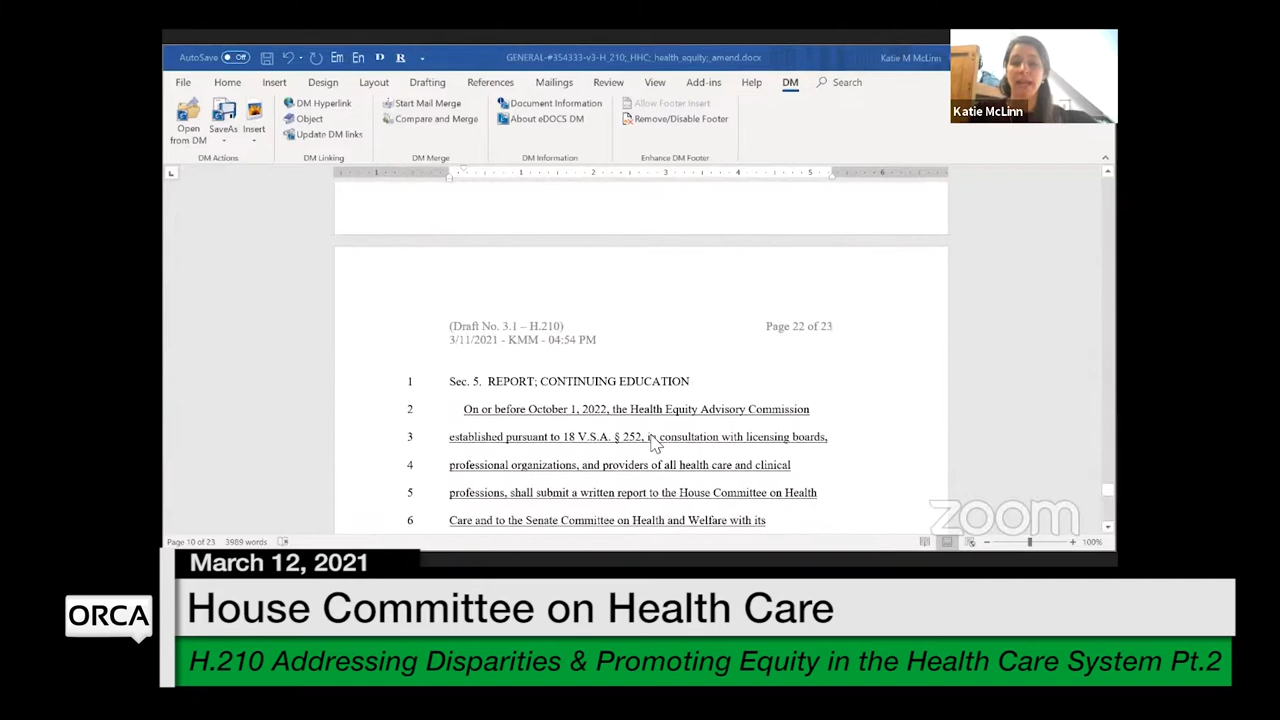 AutoSave Off Em En D R GENERAL-#354333-v3-H_210;_HHC;_health_equity;_amend.docx Katie M McLinn
File Home Insert Design Layout Drafting References Mailings Review View Add-ins Help DM Search
DM Hyperlink Start Mail Merge Document Information Allow Footer Insert
Object Compare and Merge About eDOCS DM Remove/Disable Footer
Open from DM SaveAs Insert Update DM links
DM Actions DM Linking DM Merge DM Information Enhance DM Footer
Katie McLinn
1 1 2 3 4 5 6
(Draft No. 3.1 – H.210) Page 22 of 23
3/11/2021 - KMM - 04:54 PM
1 Sec. 5. REPORT; CONTINUING EDUCATION
2 On or before October 1, 2022, the Health Equity Advisory Commission
3 established pursuant to 18 V.S.A. § 252, in consultation with licensing boards,
4 professional organizations, and providers of all health care and clinical
5 professions, shall submit a written report to the House Committee on Health
6 Care and to the Senate Committee on Health and Welfare with its
zoom
Page 10 of 23 3989 words 100%
March 12, 2021
ORCA
House Committee on Health Care
H.210 Addressing Disparities & Promoting Equity in the Health Care System Pt.2